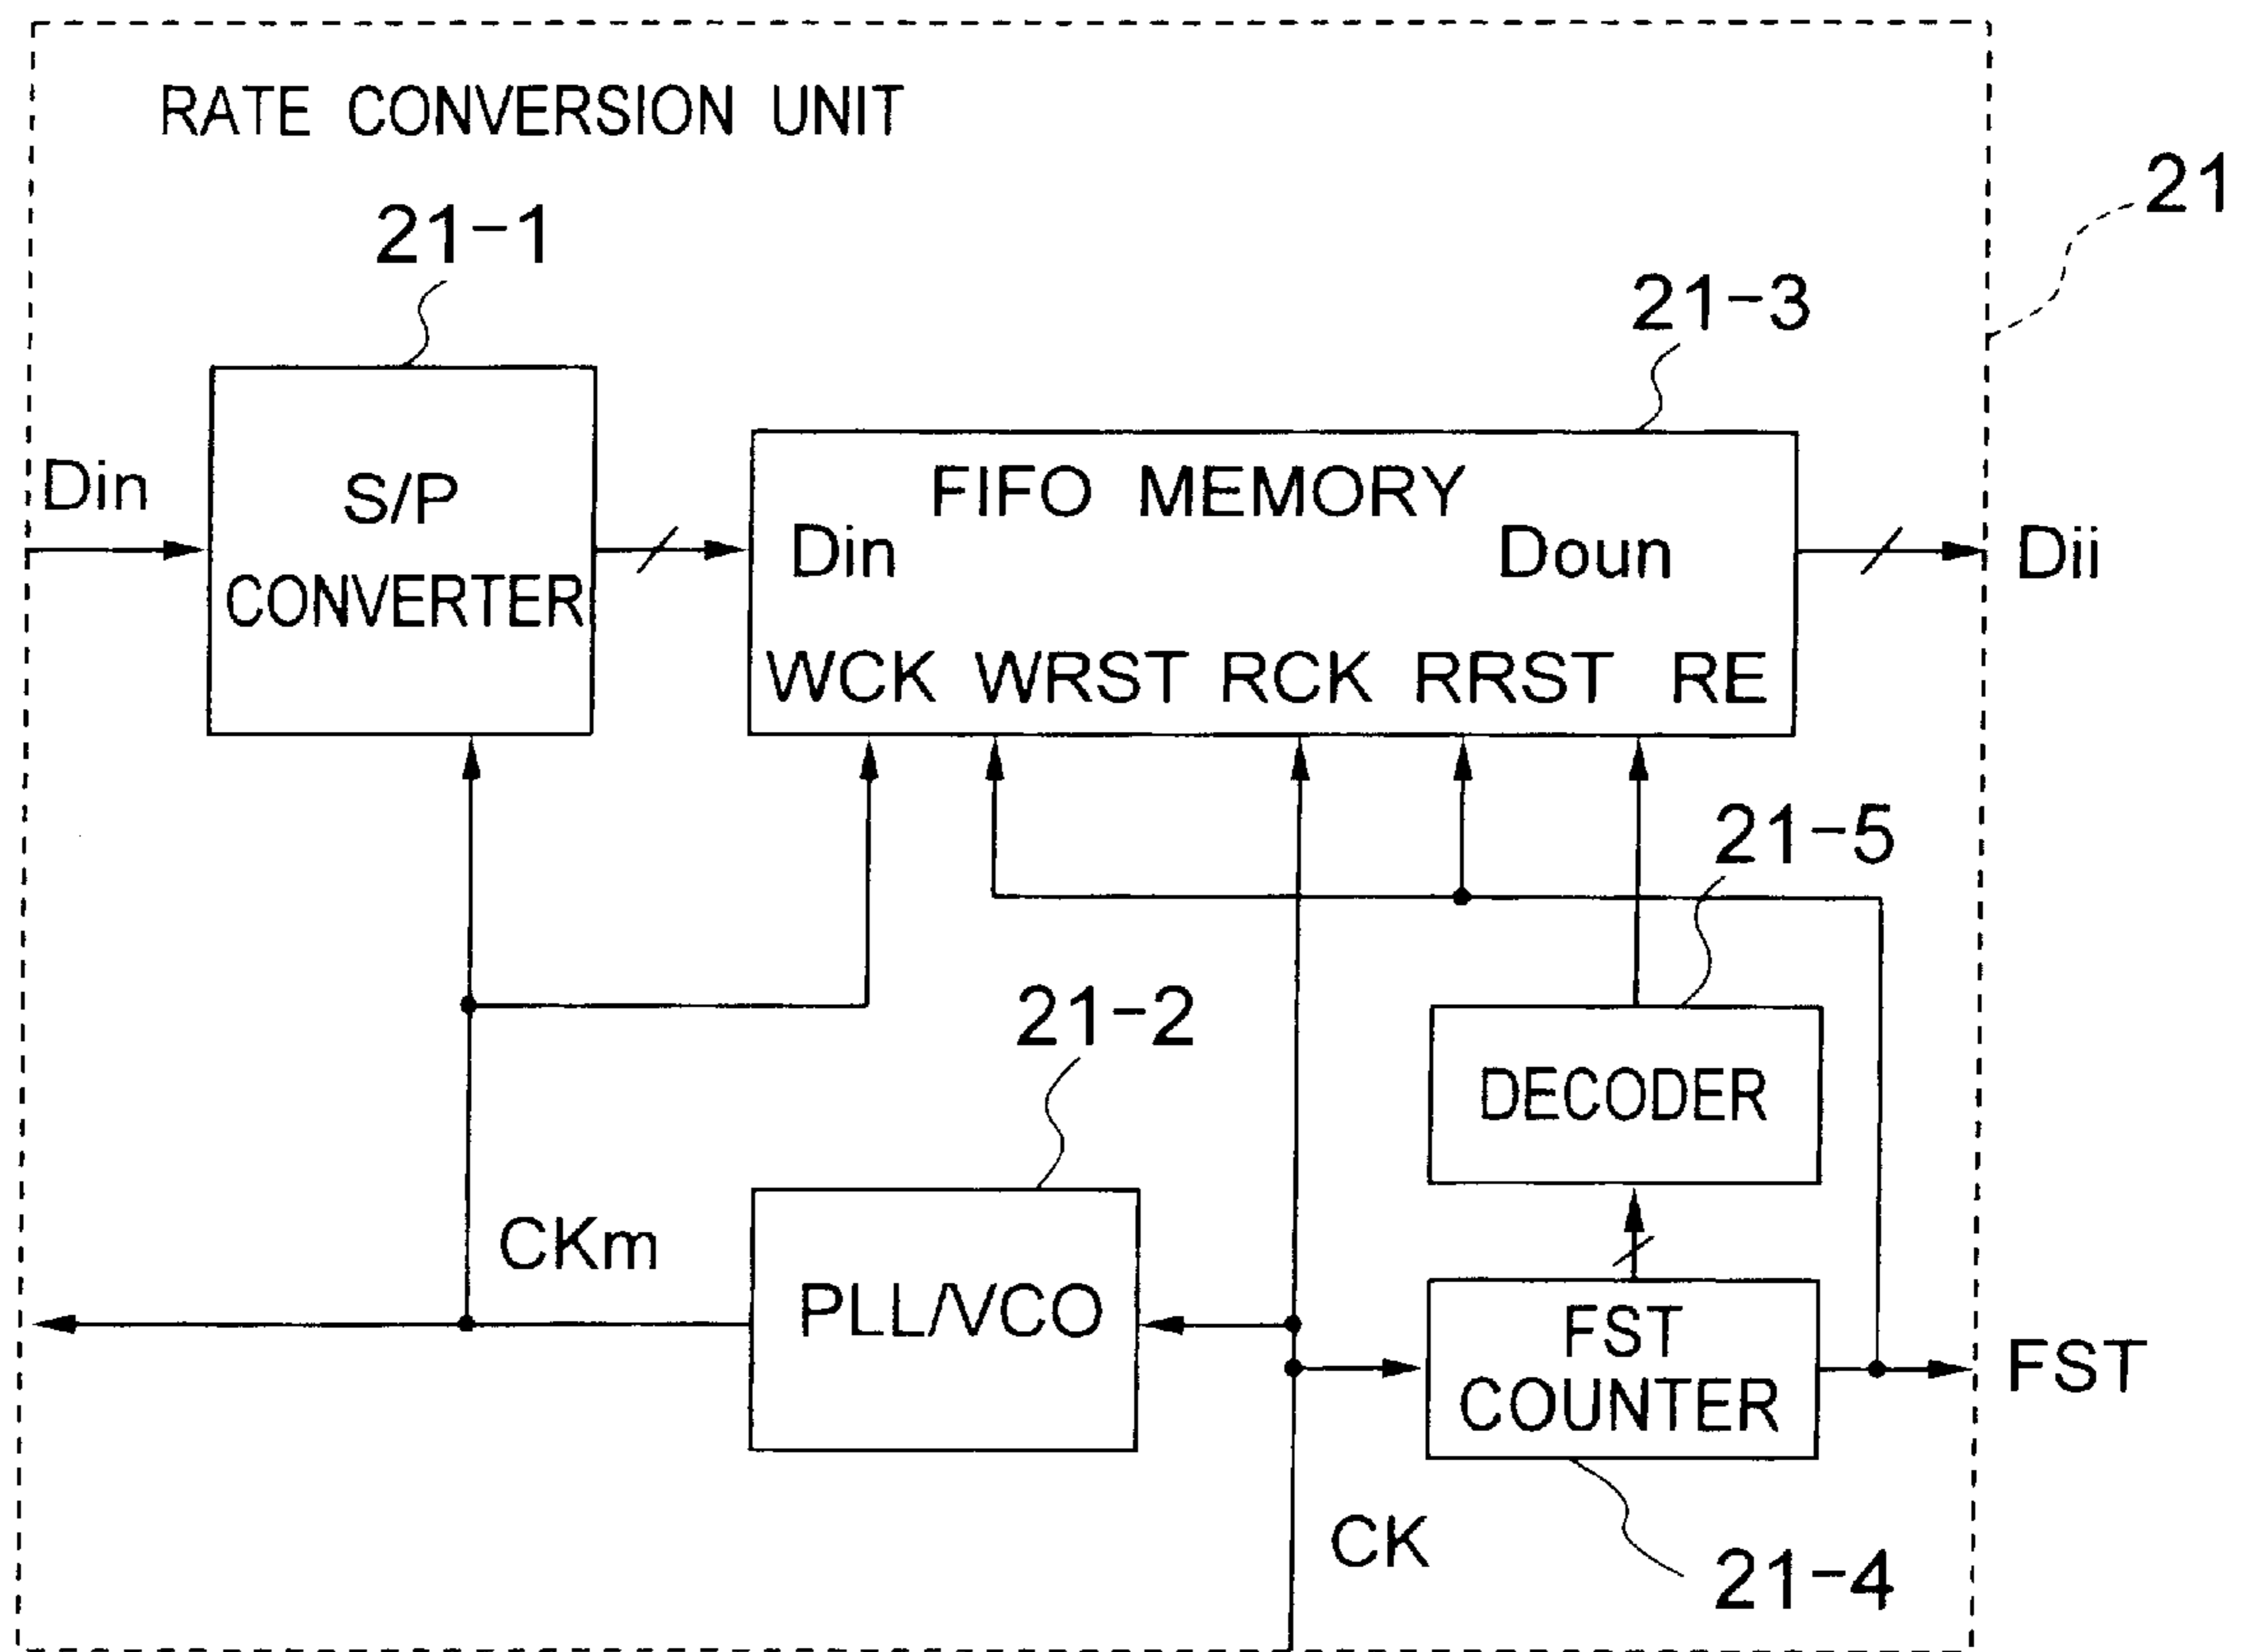 RATE CONVERSION UNIT
21
21-1
21-3
Din
S/P
CONVERTER
FIFO MEMORY
Din
Doun
Dii
WCK WRST RCK RRST RE
21-5
21-2
DECODER
CKm
PLL/VCO
FST
COUNTER
FST
CK
21-4